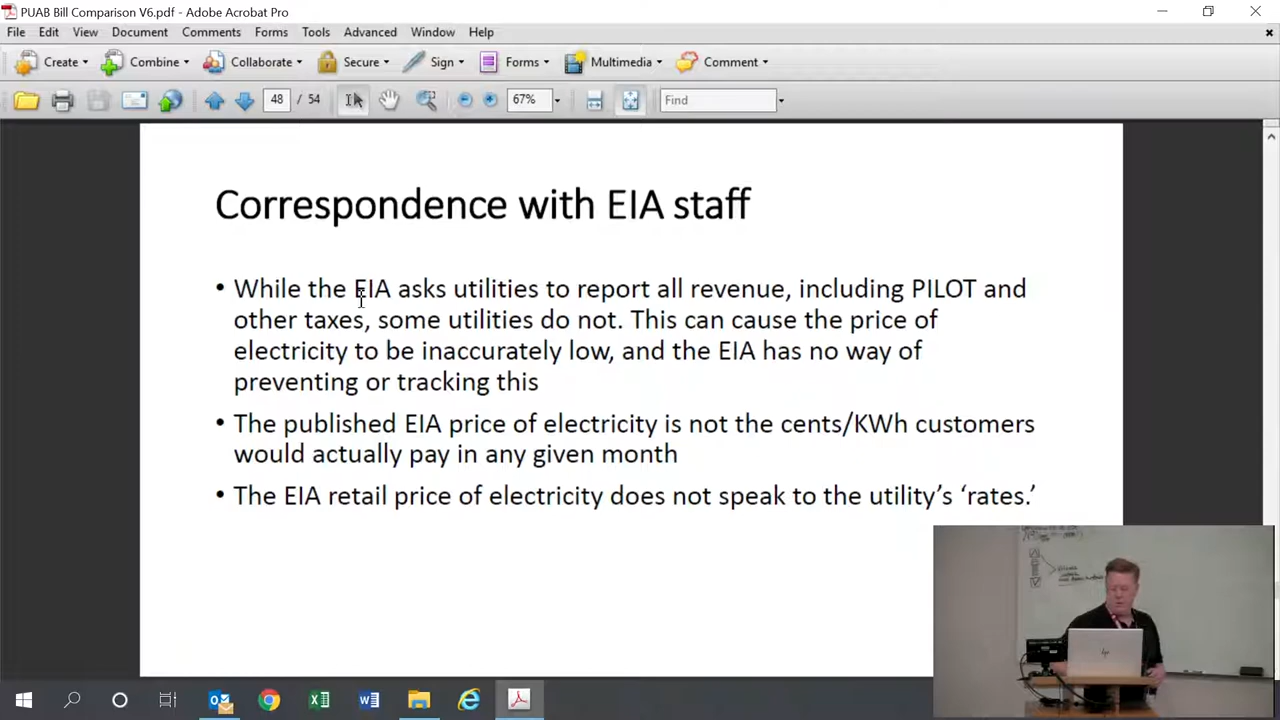 PUAB Bill Comparison V6.pdf - Adobe Acrobat Pro
File Edit View Document Comments Forms Tools Advanced Window Help
Create Combine Collaborate Secure Sign Forms Multimedia Comment
48 / 54 67% Find
Correspondence with EIA staff
• While the EIA asks utilities to report all revenue, including PILOT and
other taxes, some utilities do not. This can cause the price of
electricity to be inaccurately low, and the EIA has no way of
preventing or tracking this
• The published EIA price of electricity is not the cents/KWh customers
would actually pay in any given month
• The EIA retail price of electricity does not speak to the utility’s ‘rates.’